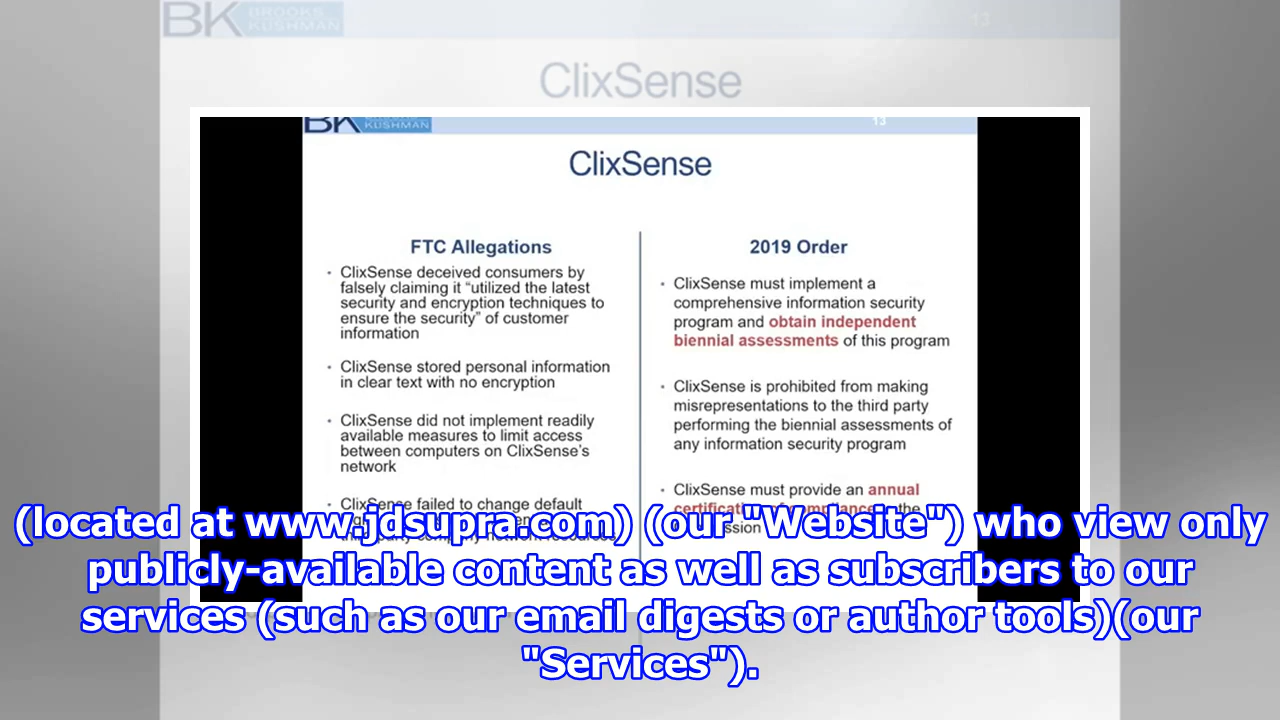 BK BROOKS
KUSHMAN
13
ClixSense
BK KUSHMAN
13
ClixSense
FTC Allegations
• ClixSense deceived consumers by
falsely claiming it “utilized the latest
security and encryption techniques to
ensure the security” of customer
information
• ClixSense stored personal information
in clear text with no encryption
• ClixSense did not implement readily
available measures to limit access
between computers on ClixSense’s
network
• ClixSense failed to change default
2019 Order
• ClixSense must implement a
comprehensive information security
program and obtain independent
biennial assessments of this program
• ClixSense is prohibited from making
misrepresentations to the third party
performing the biennial assessments of
any information security program
• ClixSense must provide an annual
(located at www.jdsupra.com) (our "Website") who view only
publicly-available content as well as subscribers to our
services (such as our email digests or author tools)(our
"Services").